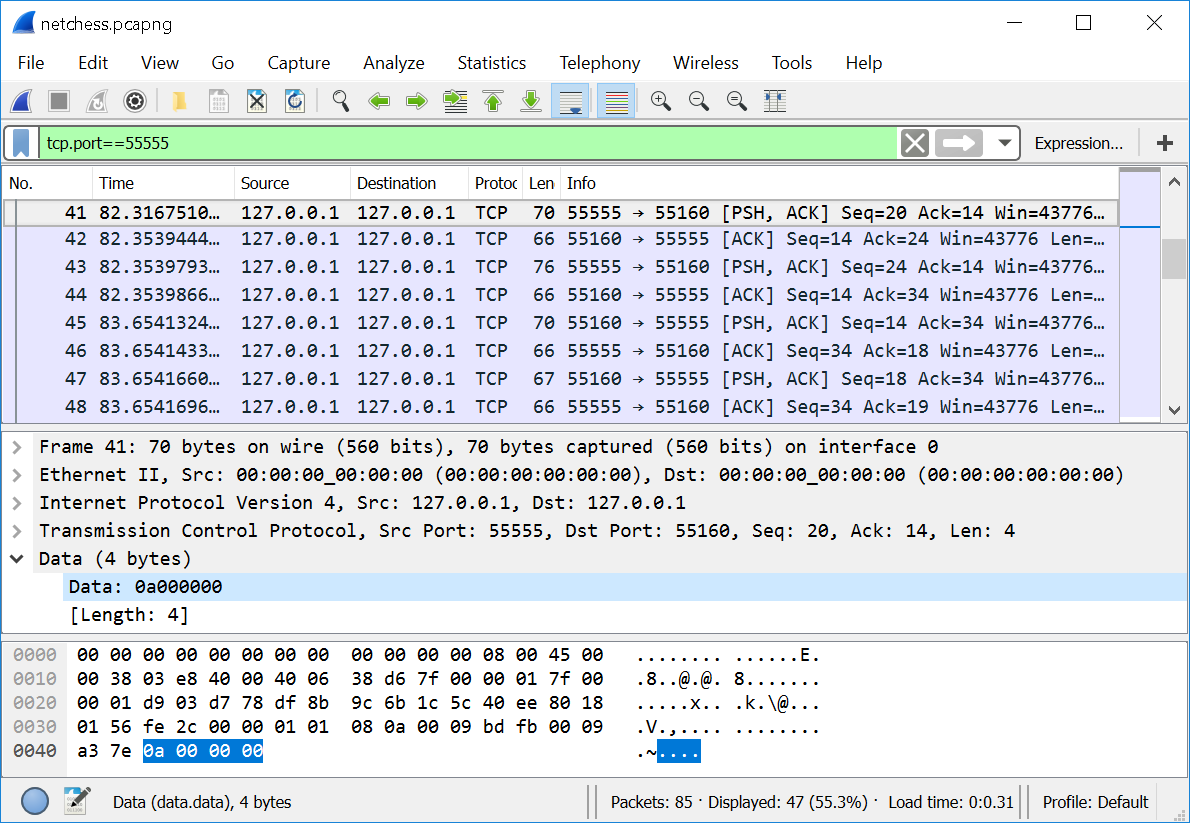 netchess.pcapng
File Edit View Go Capture Analyze Statistics Telephony Wireless Tools Help
tcp.port==55555 Expression… +
No. Time Source Destination Protoc Len Info
41 82.3167510… 127.0.0.1 127.0.0.1 TCP 70 55555 → 55160 [PSH, ACK] Seq=20 Ack=14 Win=43776…
42 82.3539444… 127.0.0.1 127.0.0.1 TCP 66 55160 → 55555 [ACK] Seq=14 Ack=24 Win=43776 Len=…
43 82.3539793… 127.0.0.1 127.0.0.1 TCP 76 55555 → 55160 [PSH, ACK] Seq=24 Ack=14 Win=43776…
44 82.3539866… 127.0.0.1 127.0.0.1 TCP 66 55160 → 55555 [ACK] Seq=14 Ack=34 Win=43776 Len=…
45 83.6541324… 127.0.0.1 127.0.0.1 TCP 70 55160 → 55555 [PSH, ACK] Seq=14 Ack=34 Win=43776…
46 83.6541433… 127.0.0.1 127.0.0.1 TCP 66 55555 → 55160 [ACK] Seq=34 Ack=18 Win=43776 Len=…
47 83.6541660… 127.0.0.1 127.0.0.1 TCP 67 55160 → 55555 [PSH, ACK] Seq=18 Ack=34 Win=43776…
48 83.6541696… 127.0.0.1 127.0.0.1 TCP 66 55555 → 55160 [ACK] Seq=34 Ack=19 Win=43776 Len=…
Frame 41: 70 bytes on wire (560 bits), 70 bytes captured (560 bits) on interface 0
Ethernet II, Src: 00:00:00_00:00:00 (00:00:00:00:00:00), Dst: 00:00:00_00:00:00 (00:00:00:00:00:00)
Internet Protocol Version 4, Src: 127.0.0.1, Dst: 127.0.0.1
Transmission Control Protocol, Src Port: 55555, Dst Port: 55160, Seq: 20, Ack: 14, Len: 4
Data (4 bytes)
Data: 0a000000
[Length: 4]
0000 00 00 00 00 00 00 00 00 00 00 00 00 08 00 45 00 ........ ......E.
0010 00 38 03 e8 40 00 40 06 38 d6 7f 00 00 01 7f 00 .8..@.@. 8.......
0020 00 01 d9 03 d7 78 df 8b 9c 6b 1c 5c 40 ee 80 18 .....x.. .k.\@...
0030 01 56 fe 2c 00 00 01 01 08 0a 00 09 bd fb 00 09 .V.,.... ........
0040 a3 7e 0a 00 00 00 .~....
Data (data.data), 4 bytes Packets: 85 · Displayed: 47 (55.3%) · Load time: 0:0.31 Profile: Default